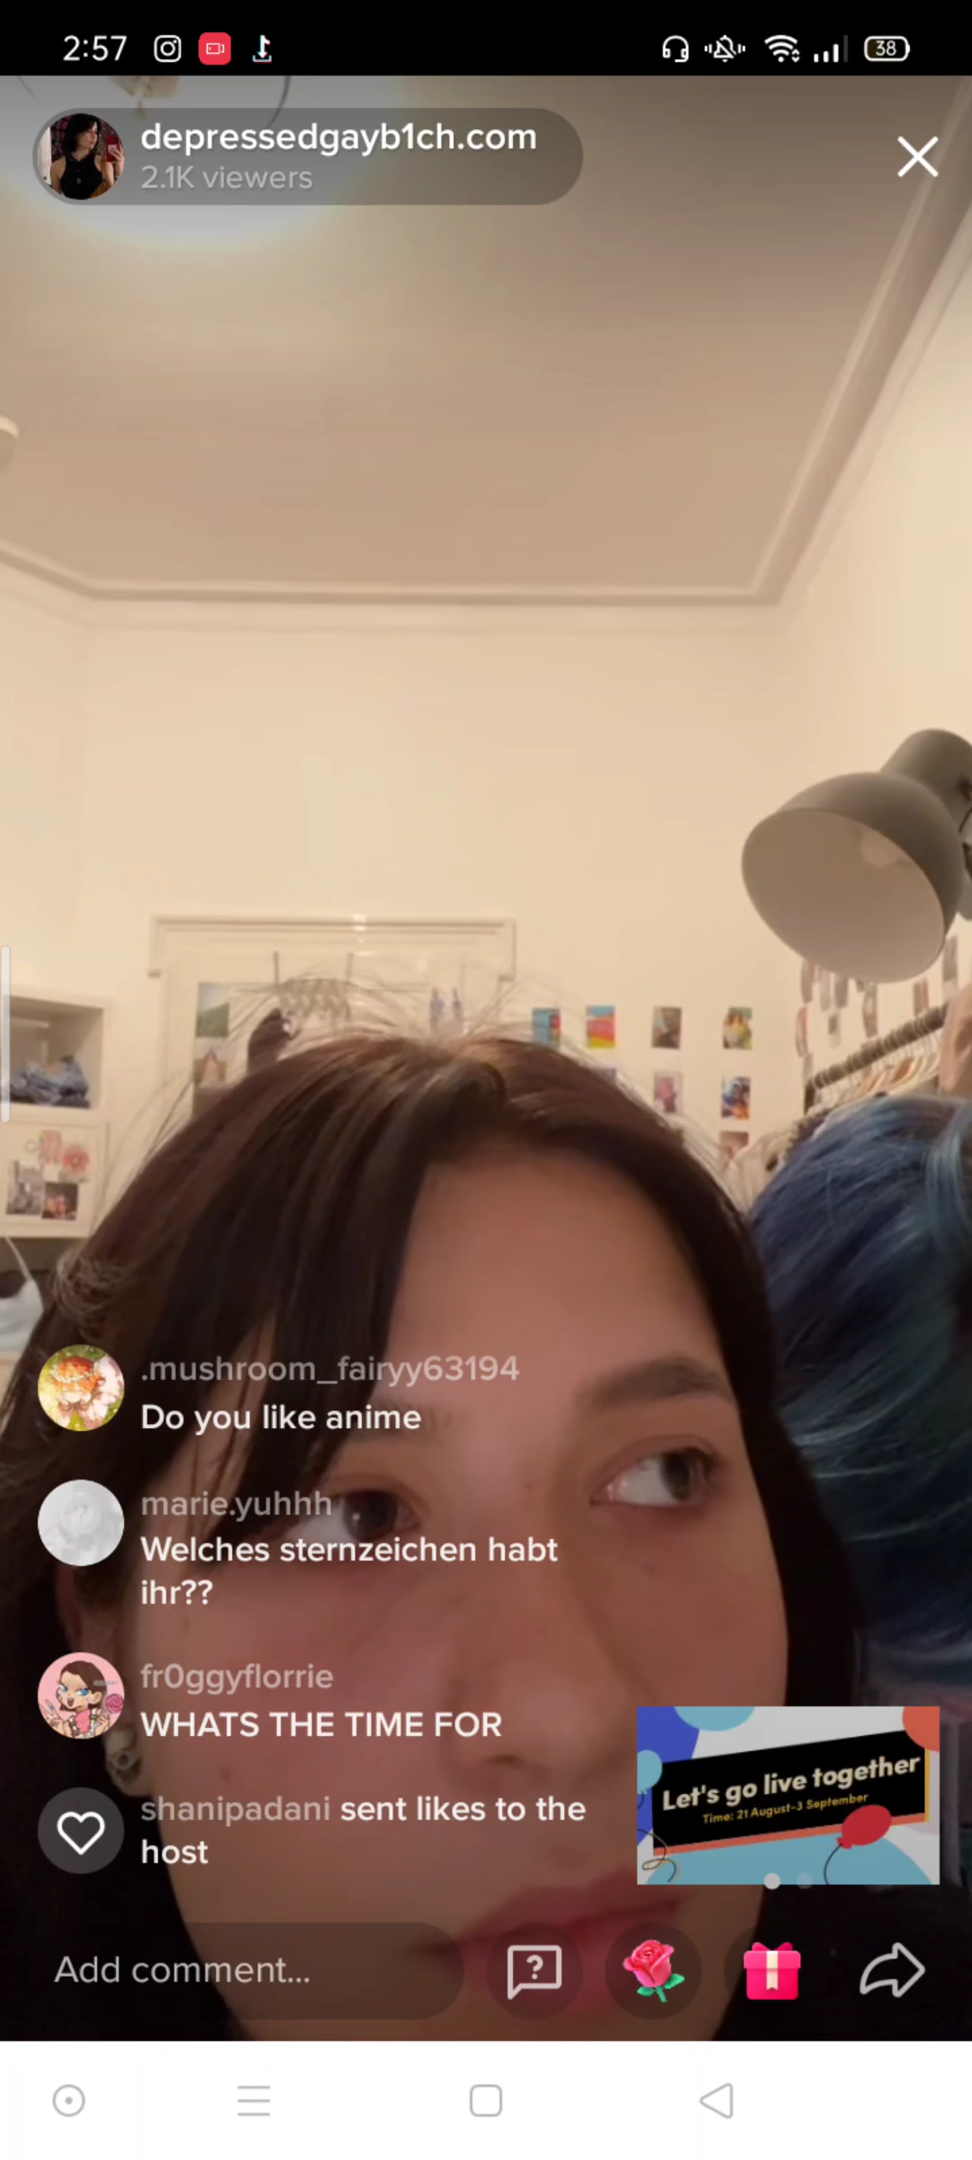 2:57
38
depressedgayb1ch.com
2.1K viewers
.mushroom_fairyy63194
Do you like anime
marie.yuhhh
Welches sternzeichen habt
ihr??
fr0ggyflorrie
WHATS THE TIME FOR
shanipadani sent likes to the
host
Let's go live together
Time: 21 August-3 September
Add comment...